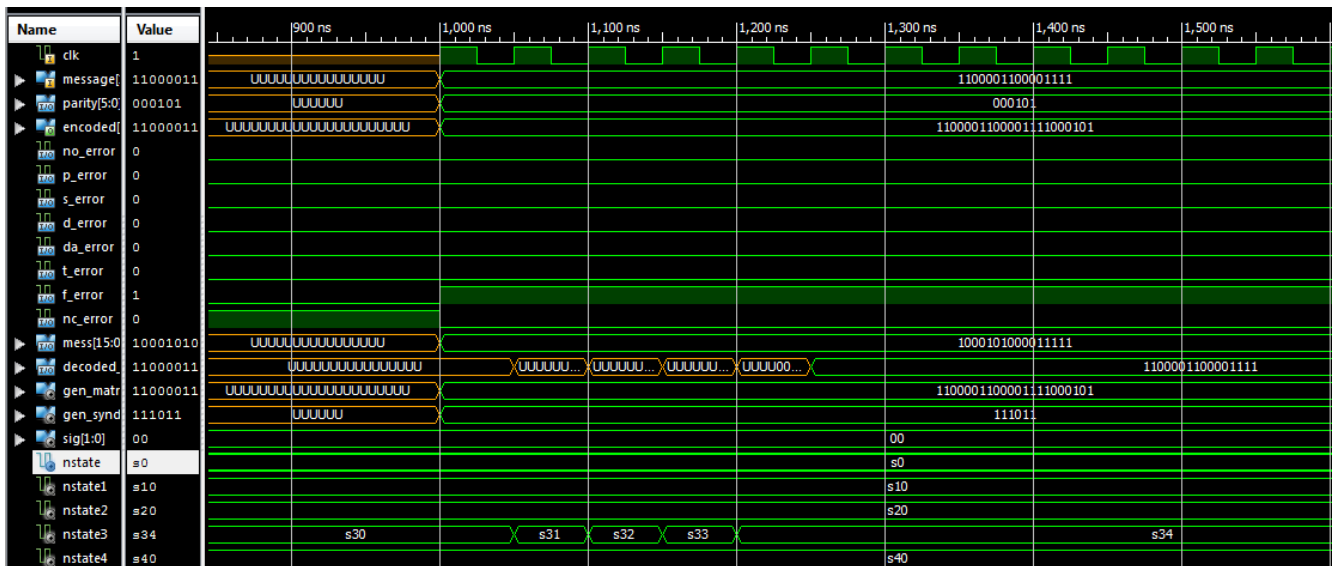 Name Value 900 ns 1,000 ns 1,100 ns 1,200 ns 1,300 ns 1,400 ns 1,500 ns
clk 1
message[ 11000011 UUUUUUUUUUUUUUUU 1100001100001111
parity[5:0] 000101 UUUUUU 000101
encoded[ 11000011 UUUUUUUUUUUUUUUUUUUUUU 1100001100001111000101
no_error 0
p_error 0
s_error 0
d_error 0
da_error 0
t_error 0
f_error 1
nc_error 0
mess[15:0 10001010 UUUUUUUUUUUUUUUU 1000101000011111
decoded_ 11000011 UUUUUUUUUUUUUUUU UUUUUU... UUUUUU... UUUUUU... UUUU00... 1100001100001111
gen_matr 11000011 UUUUUUUUUUUUUUUUUUUUUU 1100001100001111000101
gen_synd 111011 UUUUUU 111011
sig[1:0] 00 00
nstate s0 s0
nstate1 s10 s10
nstate2 s20 s20
nstate3 s34 s30 s31 s32 s33 s34
nstate4 s40 s40